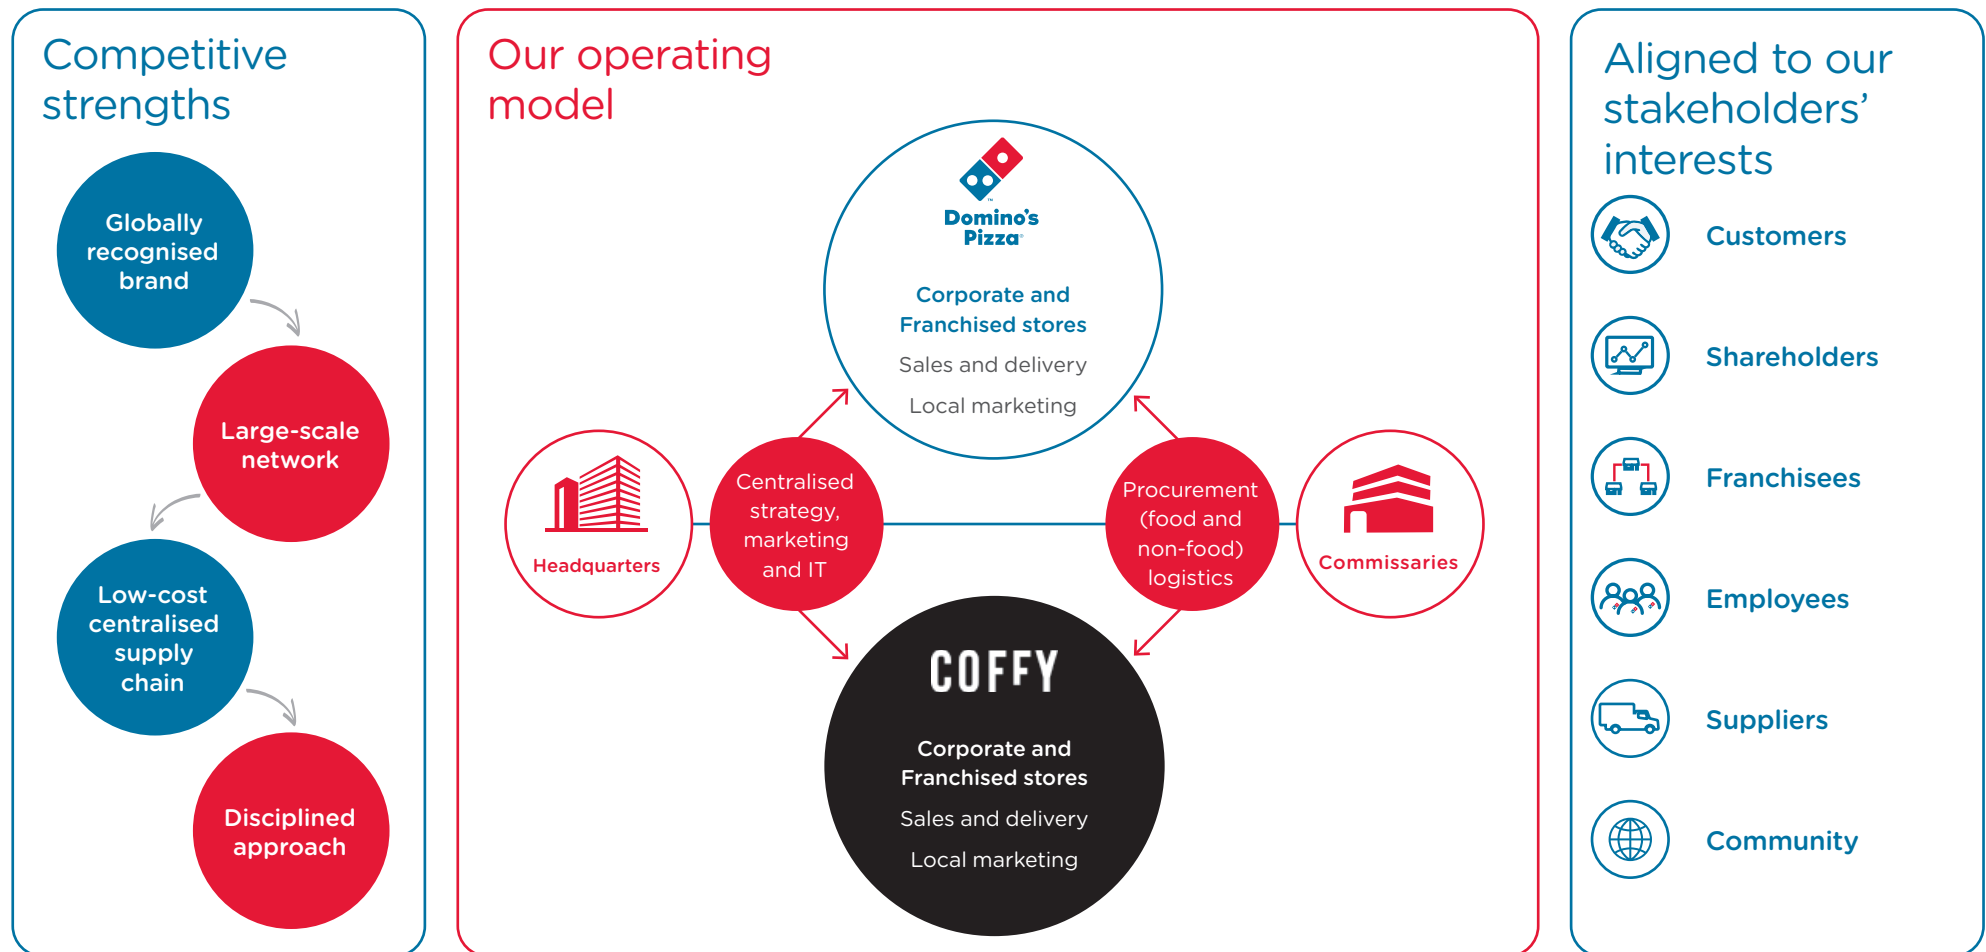 Competitive
strengths
Globally
recognised
brand
Large-scale
network
Low-cost
centralised
supply
chain
Disciplined
approach
Our operating
model
Domino's
Pizza
Corporate and
Franchised stores
Sales and delivery
Local marketing
Headquarters
Centralised
strategy,
marketing
and IT
Procurement
(food and
non-food)
logistics
Commissaries
COFFY
Corporate and
Franchised stores
Sales and delivery
Local marketing
Aligned to our
stakeholders’
interests
Customers
Shareholders
Franchisees
Employees
Suppliers
Community